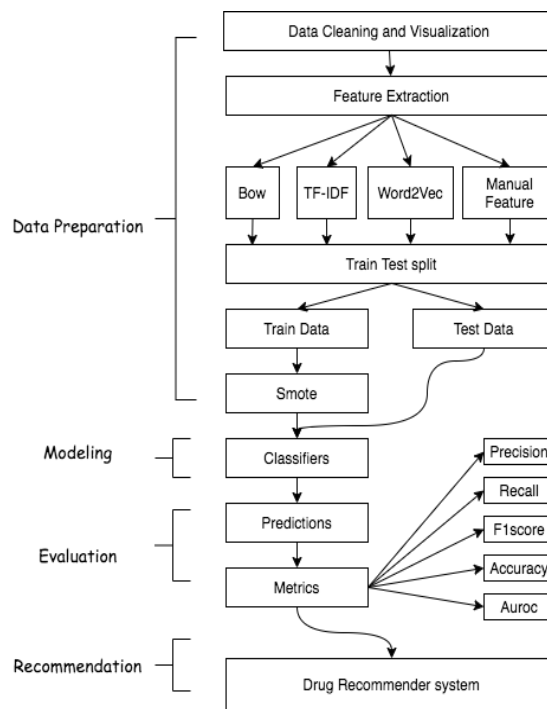 Data Cleaning and Visualization
Feature Extraction
Bow
TF-IDF
Word2Vec
Manual
Feature
Data Preparation
Train Test split
Train Data
Test Data
Smote
Modeling
Classifiers
Precision
Recall
Predictions
F1score
Evaluation
Accuracy
Metrics
Auroc
Recommendation
Drug Recommender system